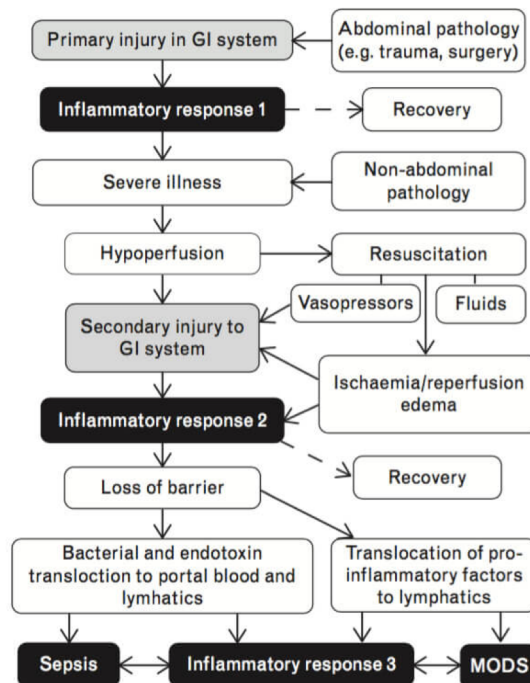 Primary injury in GI system
Abdominal pathology
(e.g. trauma, surgery)
Inflammatory response 1
Recovery
Severe illness
Non-abdominal
pathology
Hypoperfusion
Resuscitation
Vasopressors
Fluids
Secondary injury to
GI system
Ischaemia/reperfusion
edema
Inflammatory response 2
Recovery
Loss of barrier
Bacterial and endotoxin
transloction to portal blood and
lymhatics
Translocation of pro-
inflammatory factors
to lymphatics
Sepsis
Inflammatory response 3
MODS